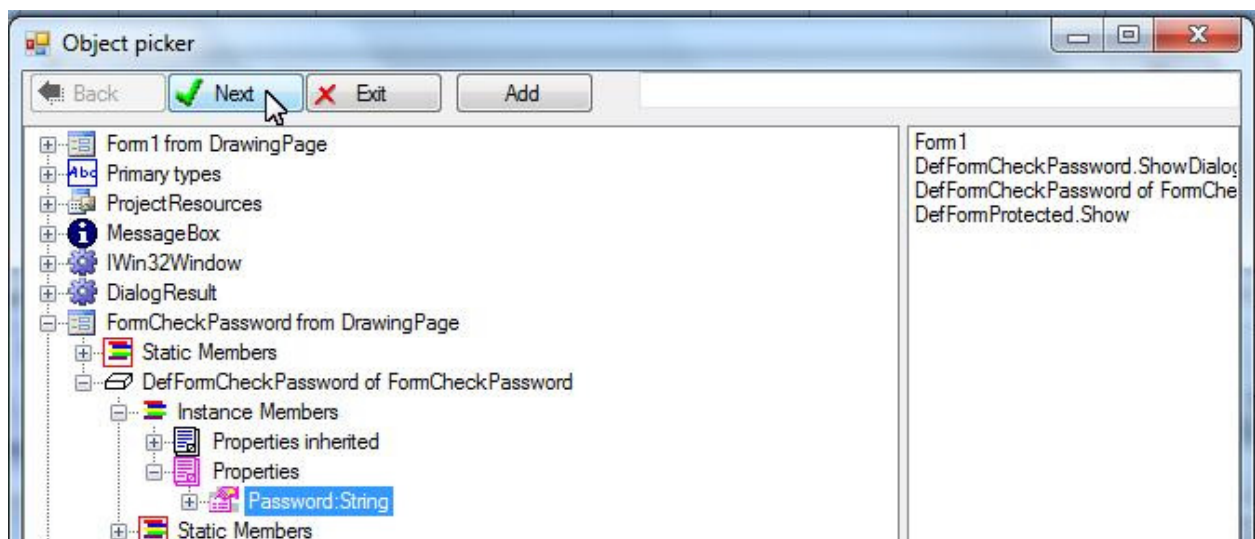 Object picker
Back Next Exit Add
Form1 from DrawingPage
Abc Primary types
ProjectResources
MessageBox
IWin32Window
DialogResult
FormCheckPassword from DrawingPage
Static Members
DefFormCheckPassword of FormCheckPassword
Instance Members
Properties inherited
Properties
Password:String
Static Members
Form1
DefFormCheckPassword.ShowDialog
DefFormCheckPassword of FormChe
DefFormProtected.Show